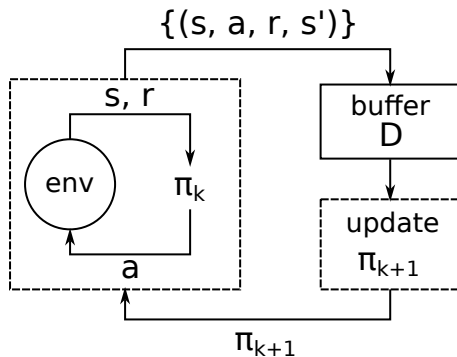 {(s, a, r, s')}
s, r
env
π_k
a
buffer
D
update
π_{k+1}
π_{k+1}